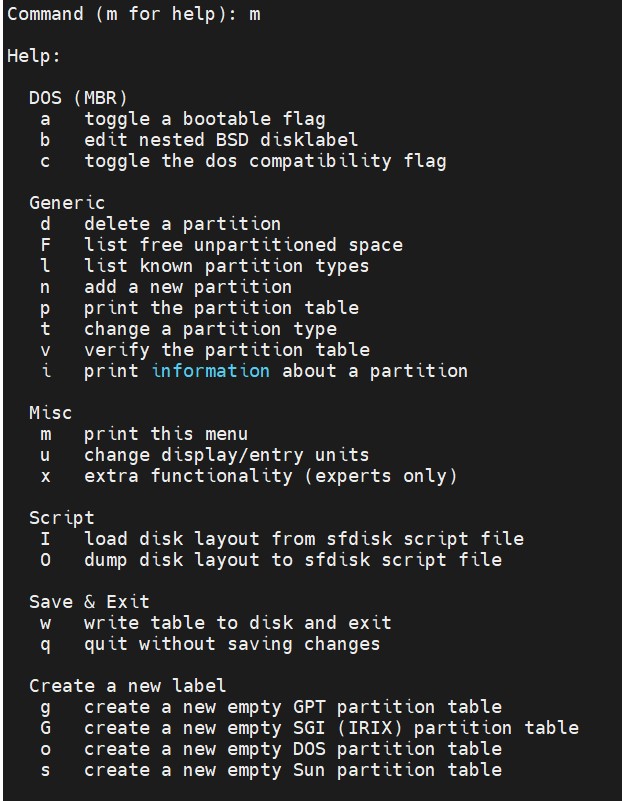 Command (m for help): m
Help:
DOS (MBR)
a toggle a bootable flag
b edit nested BSD disklabel
c toggle the dos compatibility flag
Generic
d delete a partition
F list free unpartitioned space
l list known partition types
n add a new partition
p print the partition table
t change a partition type
v verify the partition table
i print information about a partition
Misc
m print this menu
u change display/entry units
x extra functionality (experts only)
Script
I load disk layout from sfdisk script file
O dump disk layout to sfdisk script file
Save & Exit
w write table to disk and exit
q quit without saving changes
Create a new label
g create a new empty GPT partition table
G create a new empty SGI (IRIX) partition table
o create a new empty DOS partition table
s create a new empty Sun partition table